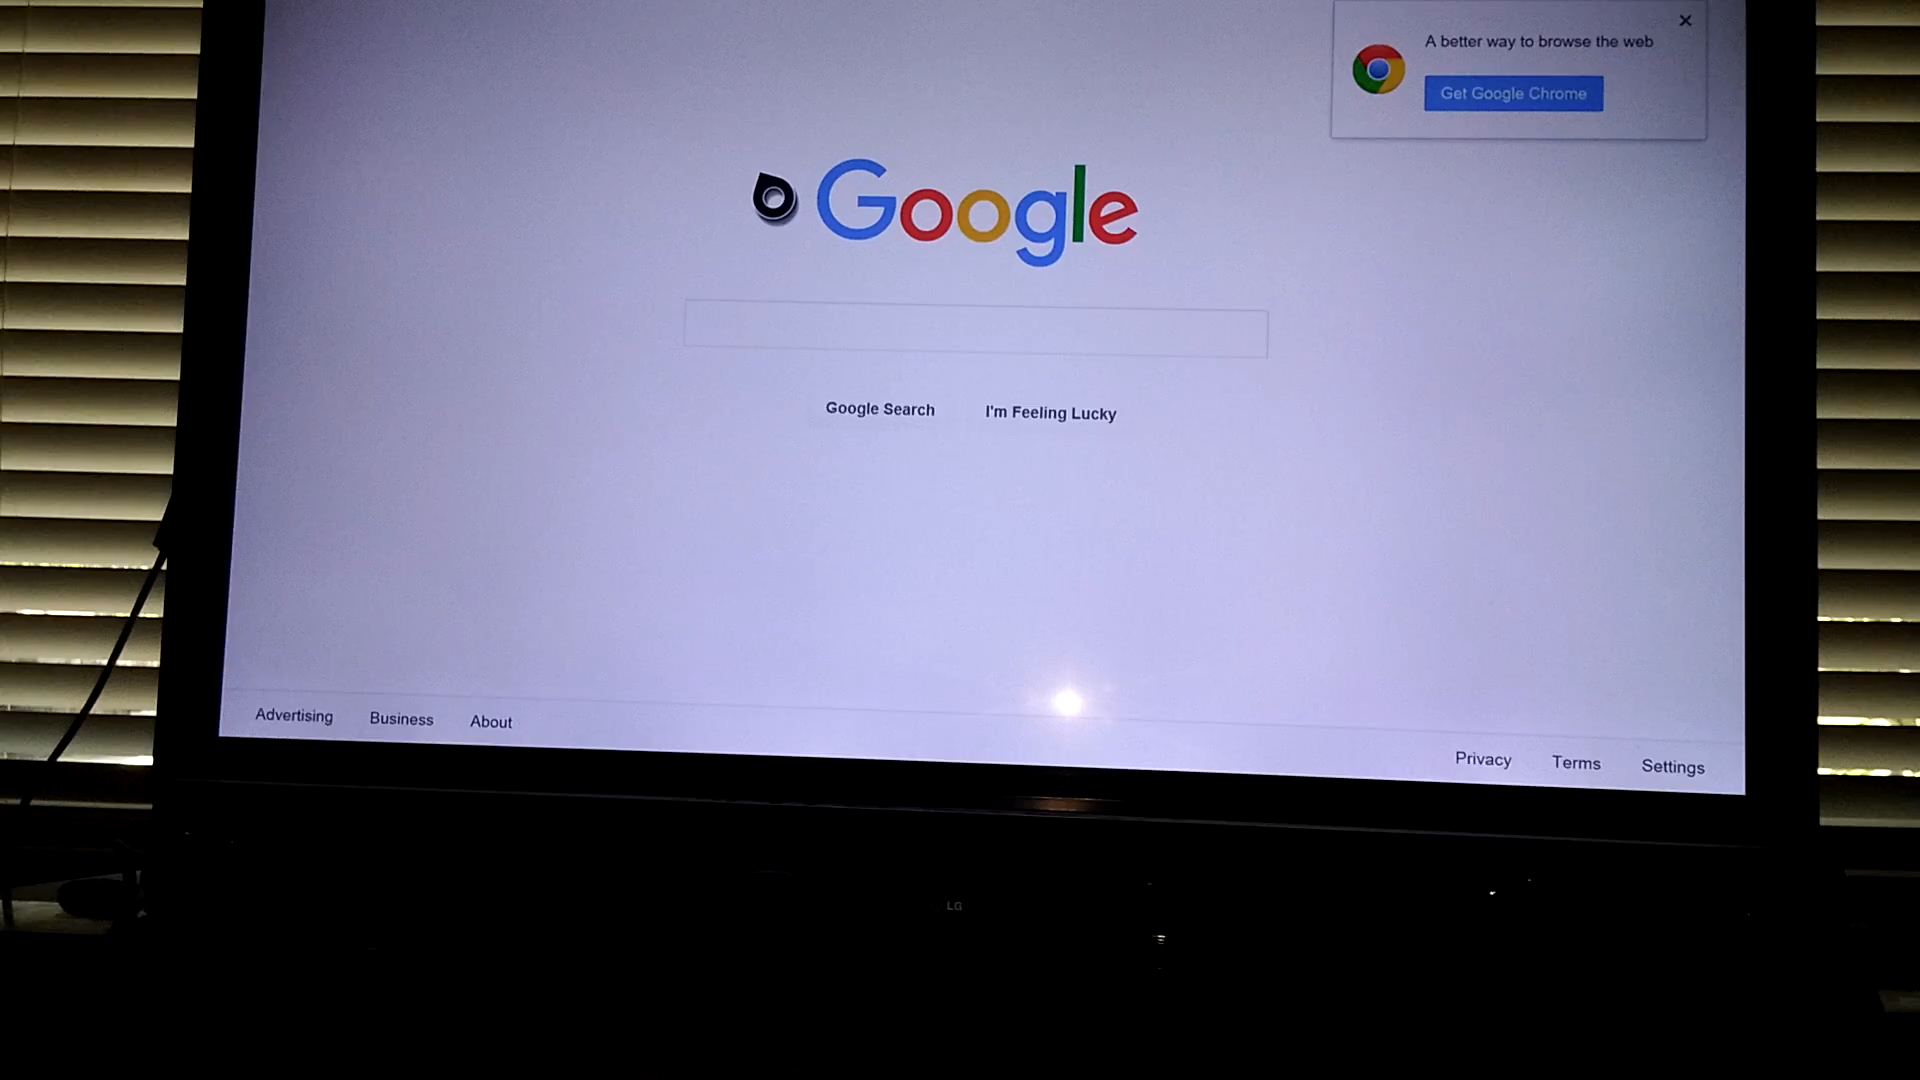 A better way to browse the web
Get Google Chrome
Google
Google Search
I'm Feeling Lucky
Advertising
Business
About
Privacy
Terms
Settings
LG